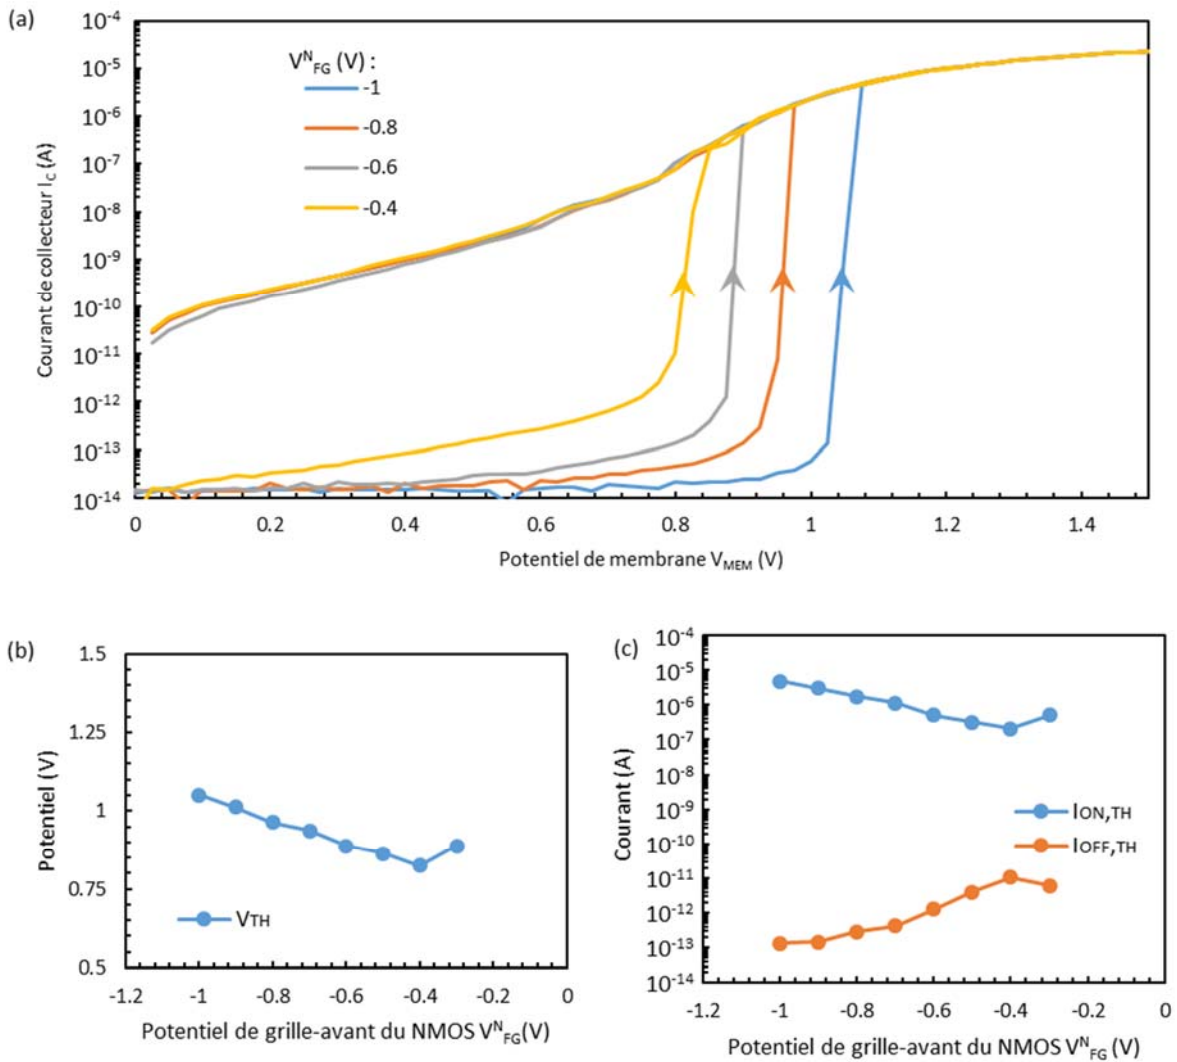 (a)
Courant de collecteur I_C (A)
10^-4
10^-5
10^-6
10^-7
10^-8
10^-9
10^-10
10^-11
10^-12
10^-13
10^-14
V^N_FG (V) :
-1
-0.8
-0.6
-0.4
0 0.2 0.4 0.6 0.8 1 1.2 1.4
Potentiel de membrane V_MEM (V)
(b)
Potentiel (V)
1.5
1.25
1
0.75
0.5
VTH
-1.2 -1 -0.8 -0.6 -0.4 -0.2 0
Potentiel de grille-avant du NMOS V^N_FG(V)
(c)
Courant (A)
10^-4
10^-5
10^-6
10^-7
10^-8
10^-9
10^-10
10^-11
10^-12
10^-13
10^-14
ION,TH
IOFF,TH
-1.2 -1 -0.8 -0.6 -0.4 -0.2 0
Potentiel de grille-avant du NMOS V^N_FG (V)